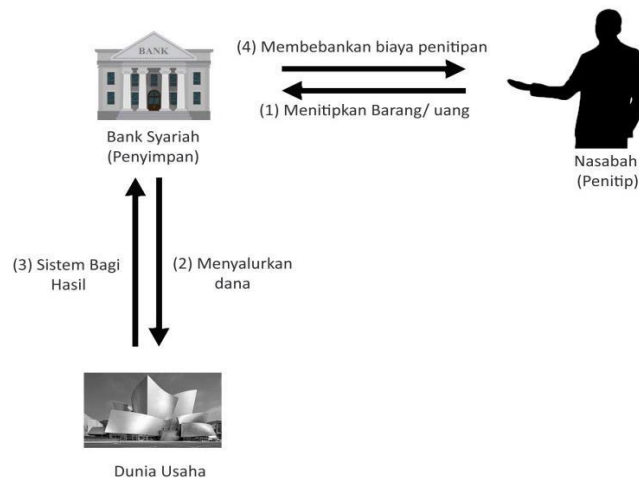 BANK
(4) Membebankan biaya penitipan
(1) Menitipkan Barang/ uang
Bank Syariah
(Penyimpan)
Nasabah
(Penitip)
(3) Sistem Bagi
Hasil
(2) Menyalurkan
dana
Dunia Usaha